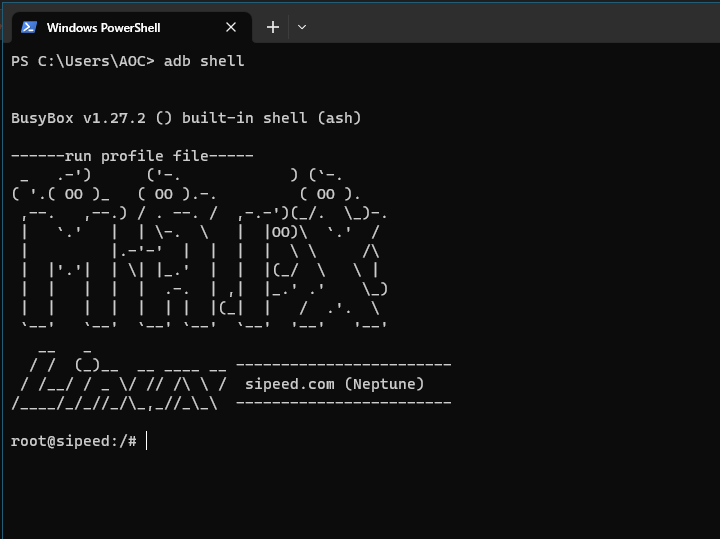 Windows PowerShell
PS C:\Users\AOC> adb shell
BusyBox v1.27.2 () built-in shell (ash)
------run profile file-----
 _   .-')      ('-.            ) (`-.
( '.( OO )_   ( OO ).-.         ( OO ).
 ,--.   ,--.) / . --. /  ,-.-')(_/.  \_)-.
 |   `.'   |  | \-.  \   |  |OO)\  `.'  /
 |         |.-'-'  |  |  |  |  \ \     /\
 |  |'.'|  | \| |_.'  |  |  |(_/  \   \ |
 |  |   |  |  |  .-.  | ,|  |_.' .'    \_)
 |  |   |  |  |  | |  |(_|  |   /  .'.  \
 `--'   `--'  `--' `--'  `--'  '--'   '--'
   __   _
  / /  (_)__  __ ____ __ ------------------------
 / /__/ / _ \/ // /\ \ /  sipeed.com (Neptune)
/____/_/_//_/\_,_//_\_\  ------------------------
root@sipeed:/#